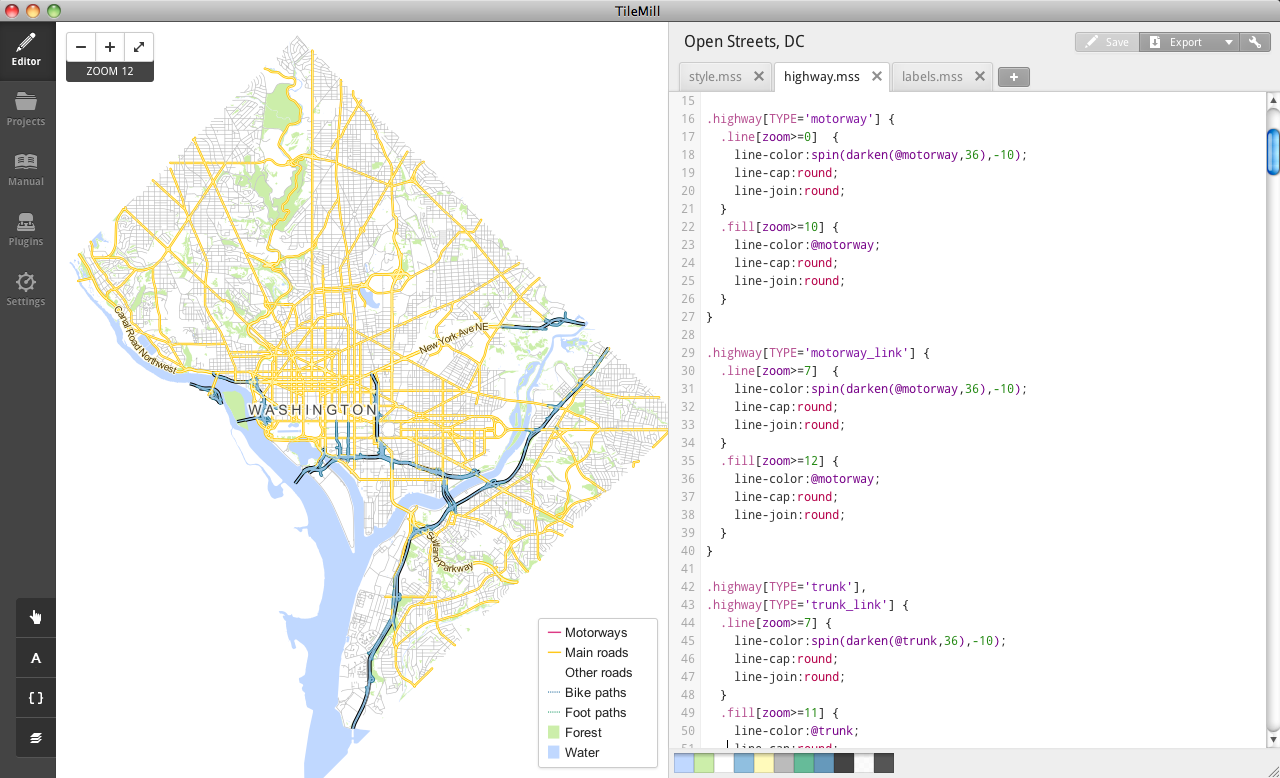 TileMill
Editor
Projects
Manual
Plugins
Settings
A
{ }
− + 
ZOOM 12
Canal Road Northwest
New York Ave NE
WASHINGTON
Suitland Parkway
Motorways
Main roads
Other roads
Bike paths
Foot paths
Forest
Water
Open Streets, DC
Save Export
style.mss highway.mss labels.mss +
15
16 .highway[TYPE='motorway'] {
17 .line[zoom>=0] {
18 line-color:spin(darken(@motorway,36),-10);
19 line-cap:round;
20 line-join:round;
21 }
22 .fill[zoom>=10] {
23 line-color:@motorway;
24 line-cap:round;
25 line-join:round;
26 }
27 }
28
29 .highway[TYPE='motorway_link'] {
30 .line[zoom>=7] {
31 line-color:spin(darken(@motorway,36),-10);
32 line-cap:round;
33 line-join:round;
34 }
35 .fill[zoom>=12] {
36 line-color:@motorway;
37 line-cap:round;
38 line-join:round;
39 }
40 }
41
42 .highway[TYPE='trunk'],
43 .highway[TYPE='trunk_link'] {
44 .line[zoom>=7] {
45 line-color:spin(darken(@trunk,36),-10);
46 line-cap:round;
47 line-join:round;
48 }
49 .fill[zoom>=11] {
50 line-color:@trunk;
51 line-cap:round;